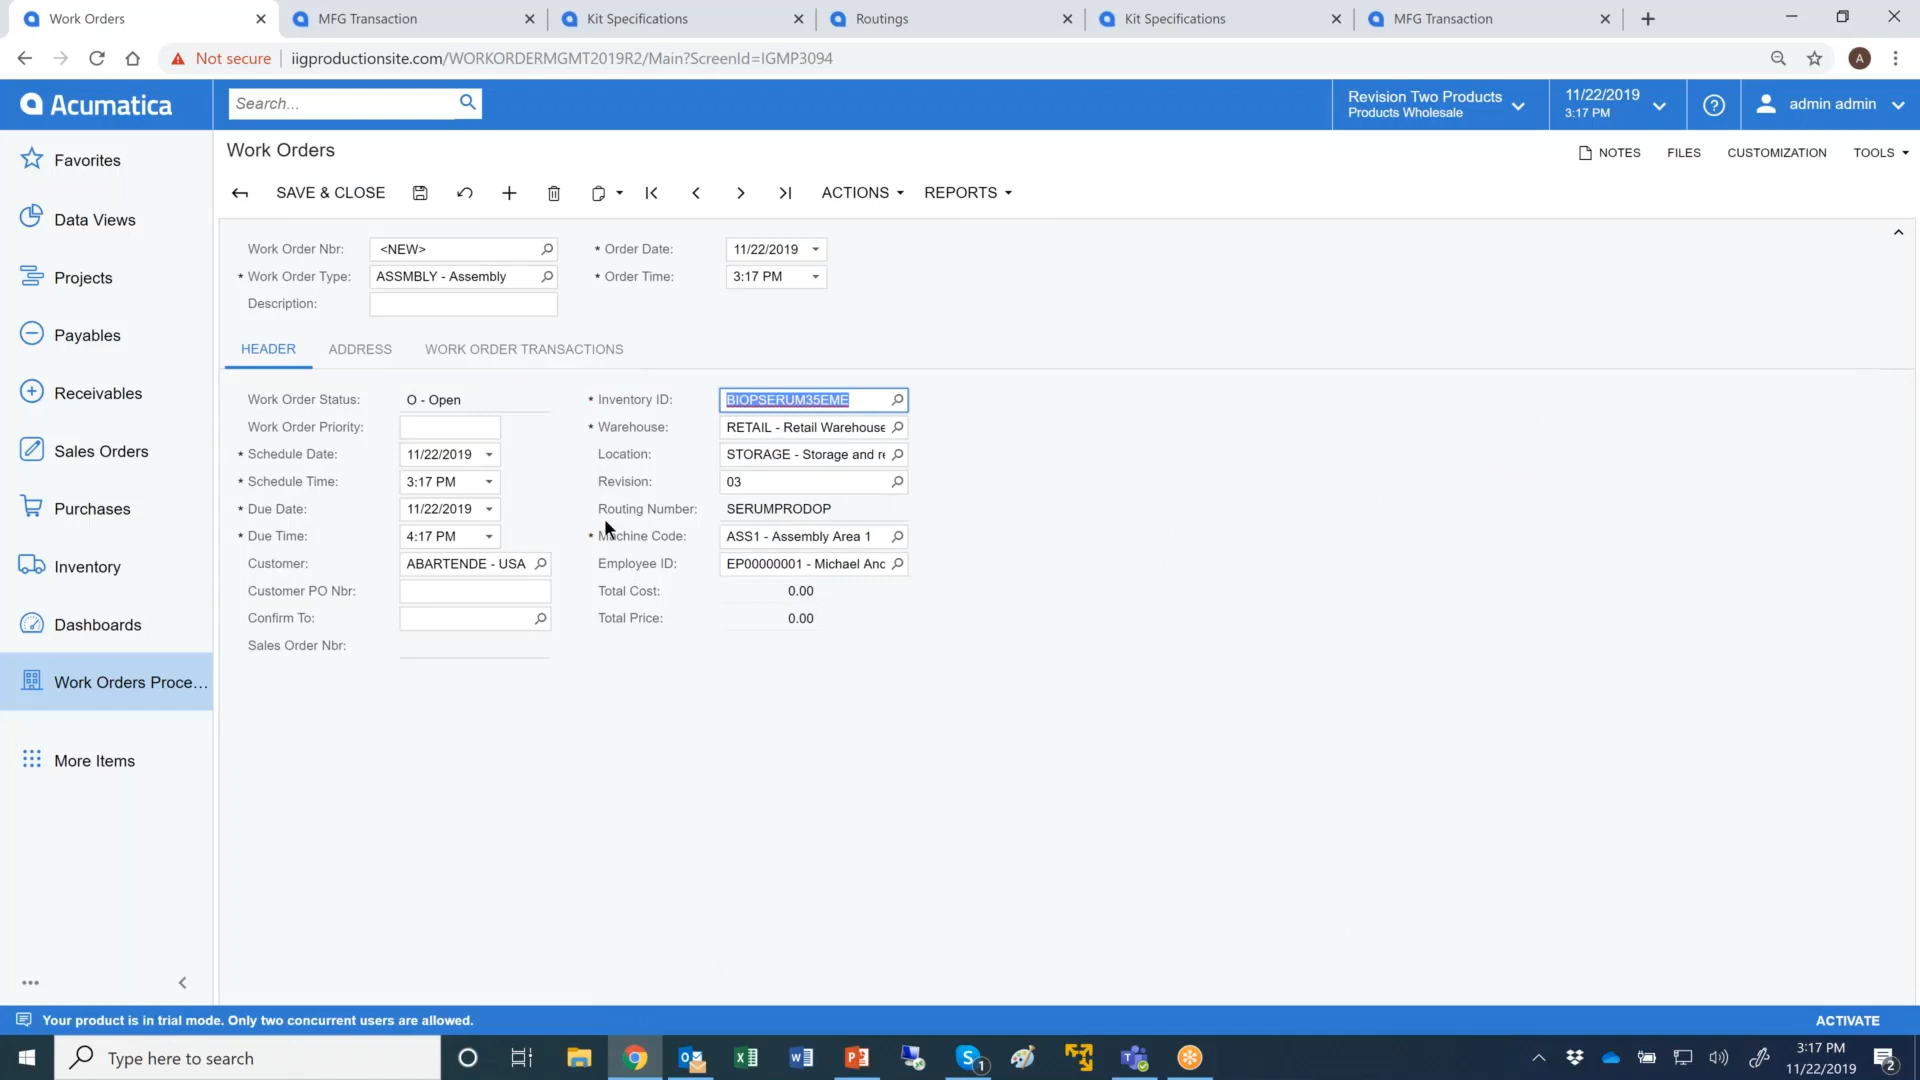 Work Orders
MFG Transaction
Kit Specifications
Routings
Kit Specifications
MFG Transaction
Not secure
iigproductionsite.com/WORKORDERMGMT2019R2/Main?ScreenId=IGMP3094
A
Acumatica
Search...
Revision Two Products
Products Wholesale
11/22/2019
3:17 PM
admin admin
Favorites
Data Views
Projects
Payables
Receivables
Sales Orders
Purchases
Inventory
Dashboards
Work Orders Proce...
More Items
Work Orders
NOTES
FILES
CUSTOMIZATION
TOOLS
SAVE & CLOSE
ACTIONS
REPORTS
Work Order Nbr: <NEW>
* Order Date: 11/22/2019
* Work Order Type: ASSMBLY - Assembly
* Order Time: 3:17 PM
Description:
HEADER
ADDRESS
WORK ORDER TRANSACTIONS
Work Order Status: O - Open
* Inventory ID: BIOPSERUM35EME
Work Order Priority:
* Warehouse: RETAIL - Retail Warehouse
* Schedule Date: 11/22/2019
Location: STORAGE - Storage and re
* Schedule Time: 3:17 PM
Revision: 03
* Due Date: 11/22/2019
Routing Number: SERUMPRODOP
* Due Time: 4:17 PM
* Machine Code: ASS1 - Assembly Area 1
Customer: ABARTENDE - USA
Employee ID: EP00000001 - Michael Anc
Customer PO Nbr:
Total Cost: 0.00
Confirm To:
Total Price: 0.00
Sales Order Nbr:
Your product is in trial mode. Only two concurrent users are allowed.
ACTIVATE
Type here to search
1
3:17 PM
11/22/2019
2